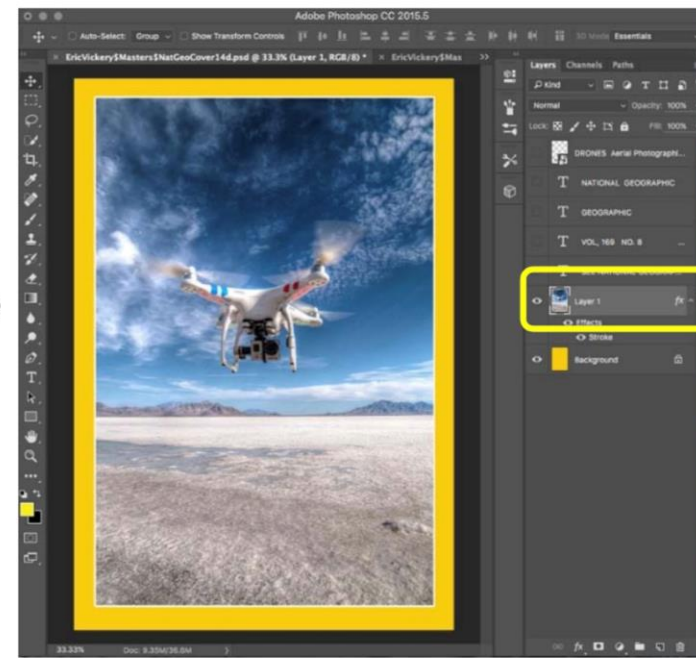 Adobe Photoshop CC 2015.5
Auto-Select: Group Show Transform Controls 3D Mode Essentials
× EricVickery$Masters$NatGeoCover14d.psd @ 33.3% (Layer 1, RGB/8) * × EricVickery$Mas >>
Layers Channels Paths
Kind
Normal Opacity: 100%
Lock: Fill: 100%
DRONES Aerial Photographi...
T NATIONAL GEOGRAPHIC
T GEOGRAPHIC
T VOL, 169 NO. 8 ...
Layer 1 fx
Effects
Stroke
Background
33.33% Doc: 9.35M/36.8M
fx